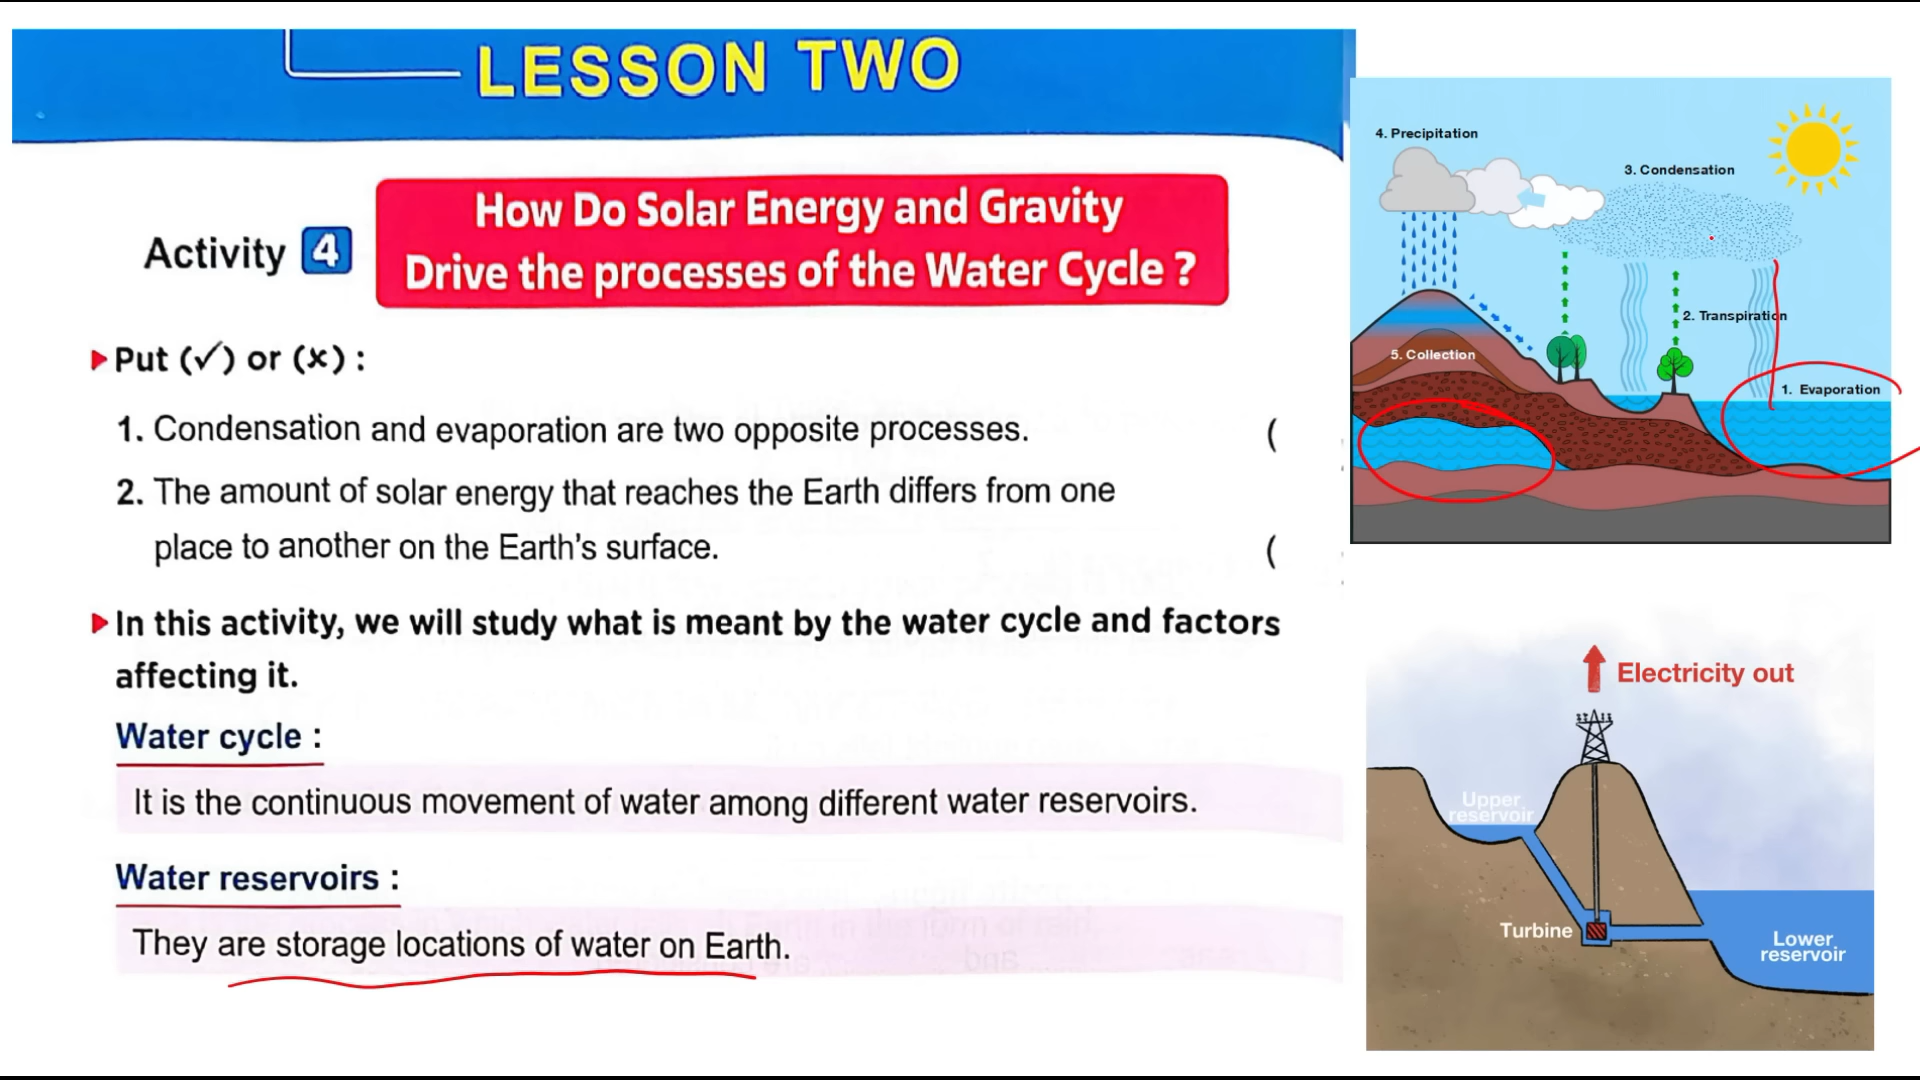 LESSON TWO
Activity 4
How Do Solar Energy and Gravity
Drive the processes of the Water Cycle ?
Put (✓) or (×) :
1. Condensation and evaporation are two opposite processes. (
2. The amount of solar energy that reaches the Earth differs from one
place to another on the Earth's surface. (
In this activity, we will study what is meant by the water cycle and factors
affecting it.
Water cycle :
It is the continuous movement of water among different water reservoirs.
Water reservoirs :
They are storage locations of water on Earth.
4. Precipitation
3. Condensation
2. Transpiration
5. Collection
1. Evaporation
Electricity out
Upper
reservoir
Turbine
Lower
reservoir